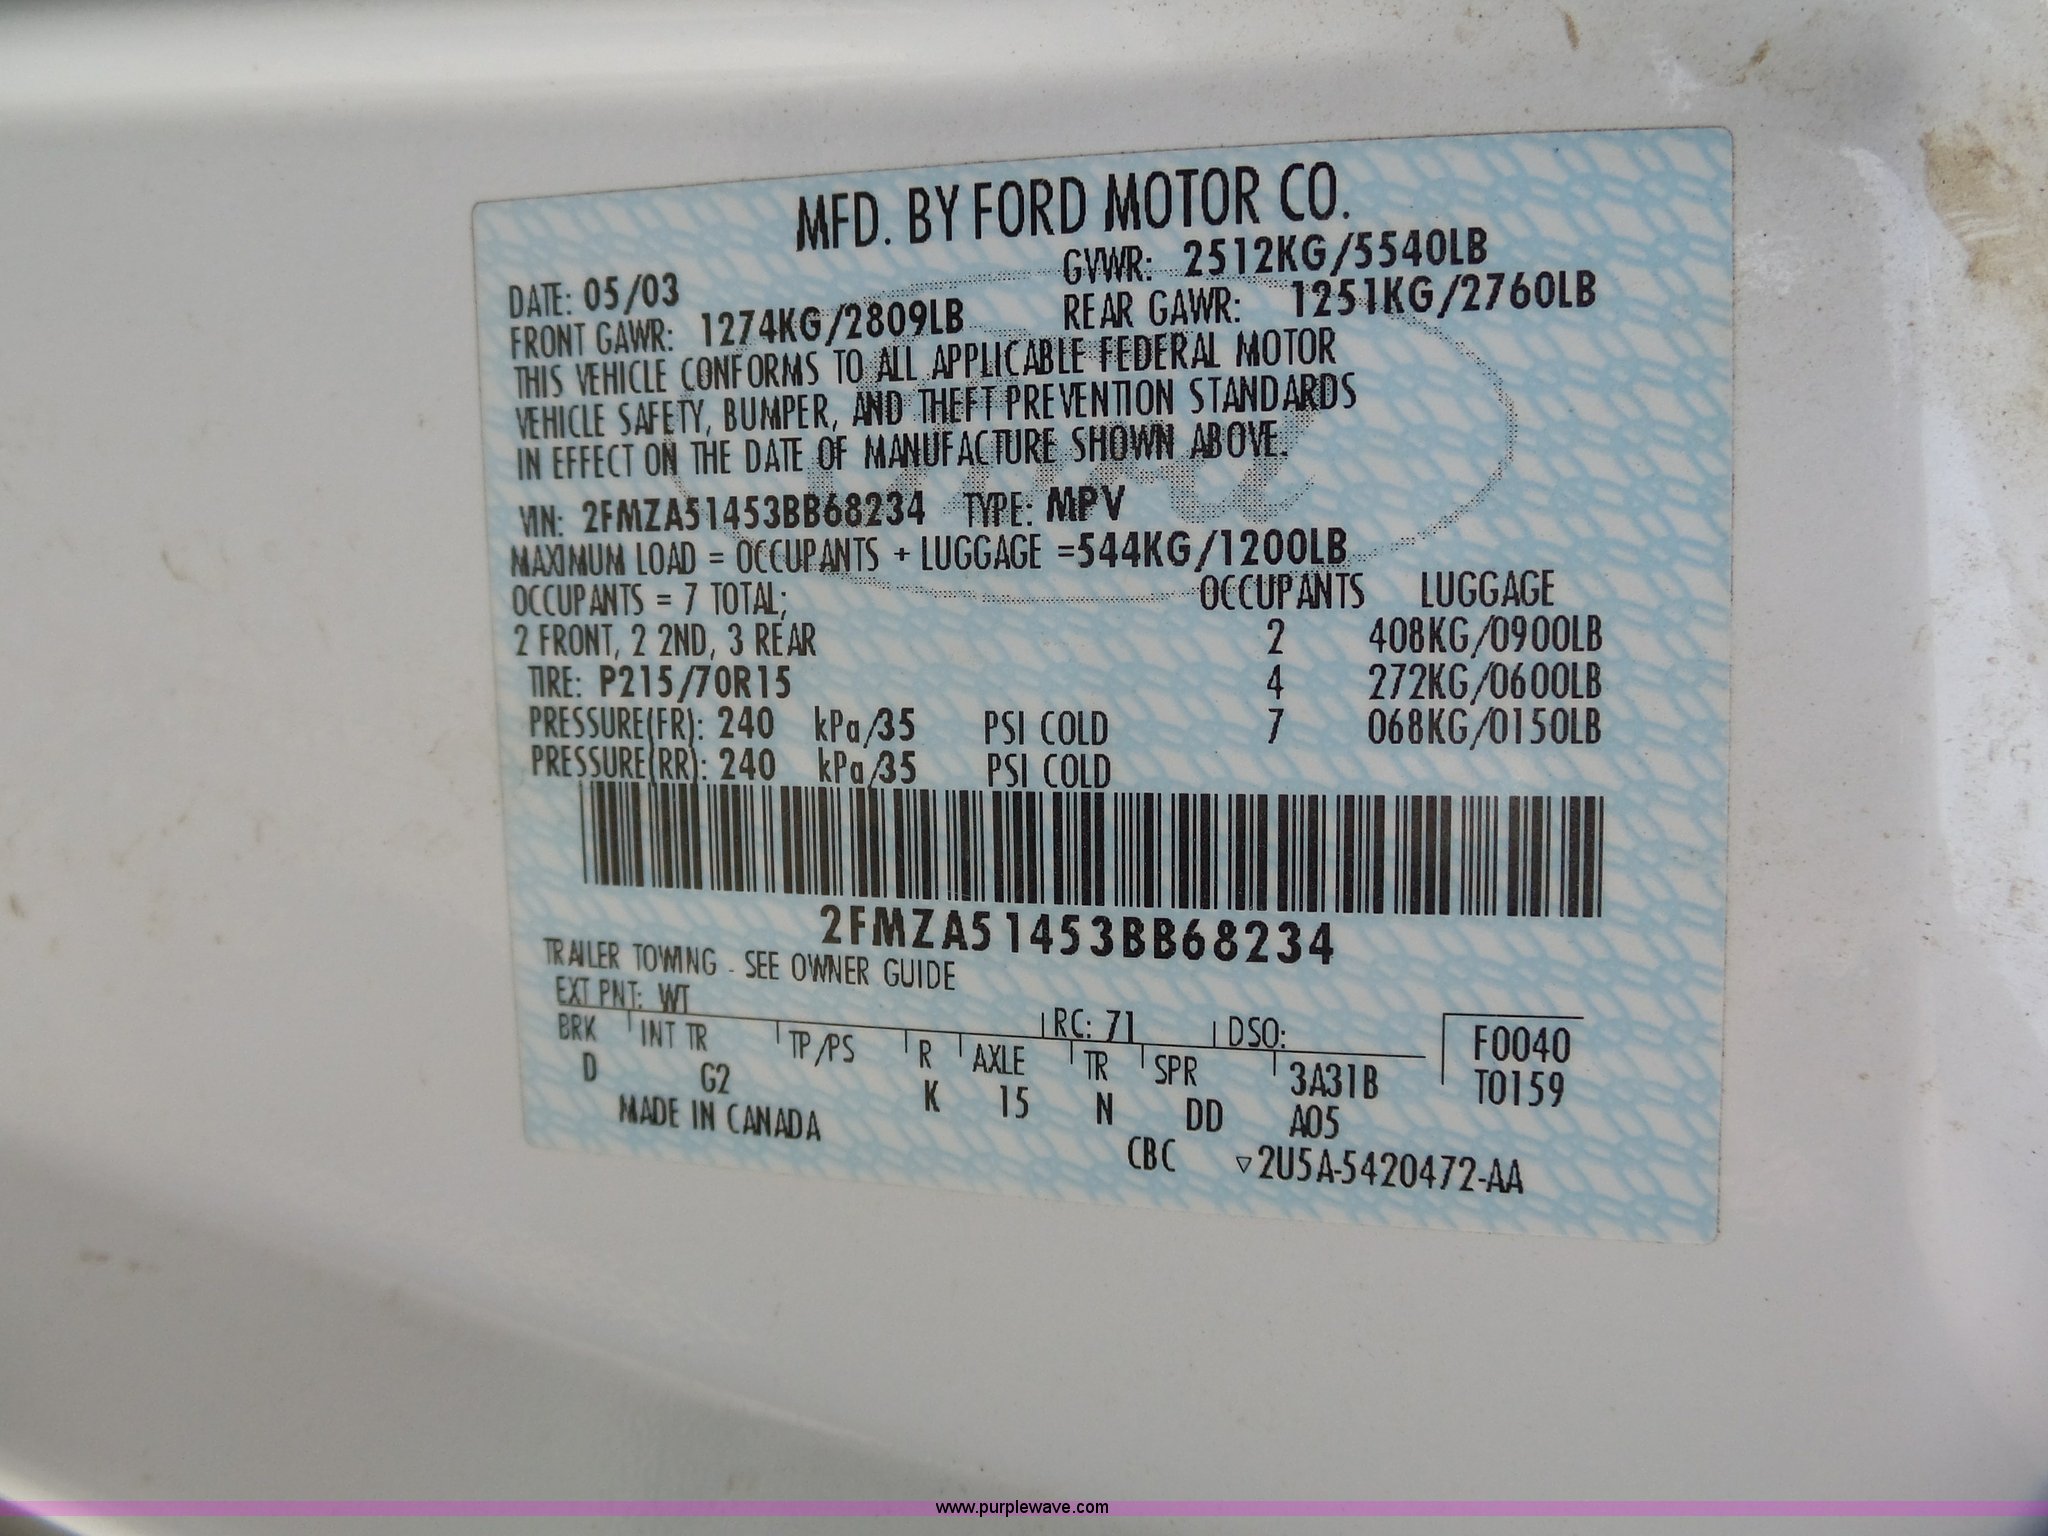 MFD. BY FORD MOTOR CO.
DATE: 05/03 GVWR: 2512KG/5540LB
FRONT GAWR: 1274KG/2809LB REAR GAWR: 1251KG/2760LB
THIS VEHICLE CONFORMS TO ALL APPLICABLE FEDERAL MOTOR
VEHICLE SAFETY, BUMPER, AND THEFT PREVENTION STANDARDS
IN EFFECT ON THE DATE OF MANUFACTURE SHOWN ABOVE.
VIN: 2FMZA51453BB68234 TYPE: MPV
MAXIMUM LOAD = OCCUPANTS + LUGGAGE =544KG/1200LB
OCCUPANTS = 7 TOTAL; OCCUPANTS LUGGAGE
2 FRONT, 2 2ND, 3 REAR 2 408KG/0900LB
TIRE: P215/70R15 4 272KG/0600LB
PRESSURE(FR): 240 kPa/35 PSI COLD 7 068KG/0150LB
PRESSURE(RR): 240 kPa/35 PSI COLD
2FMZA51453BB68234
TRAILER TOWING - SEE OWNER GUIDE
EXT PNT: WT RC: 71 DSO: F0040
BRK INT TR TP/PS R AXLE TR SPR 3A31B T0159
D G2 K 15 N DD A05
MADE IN CANADA CBC ▽2U5A-5420472-AA
www.purplewave.com